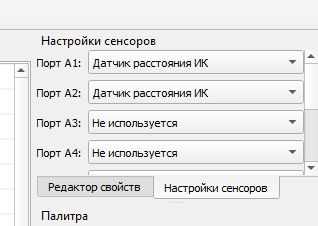 Настройки сенсоров
Порт A1: Датчик расстояния ИК
Порт A2: Датчик расстояния ИК
Порт A3: Не используется
Порт A4: Не используется
Редактор свойств Настройки сенсоров
Палитра